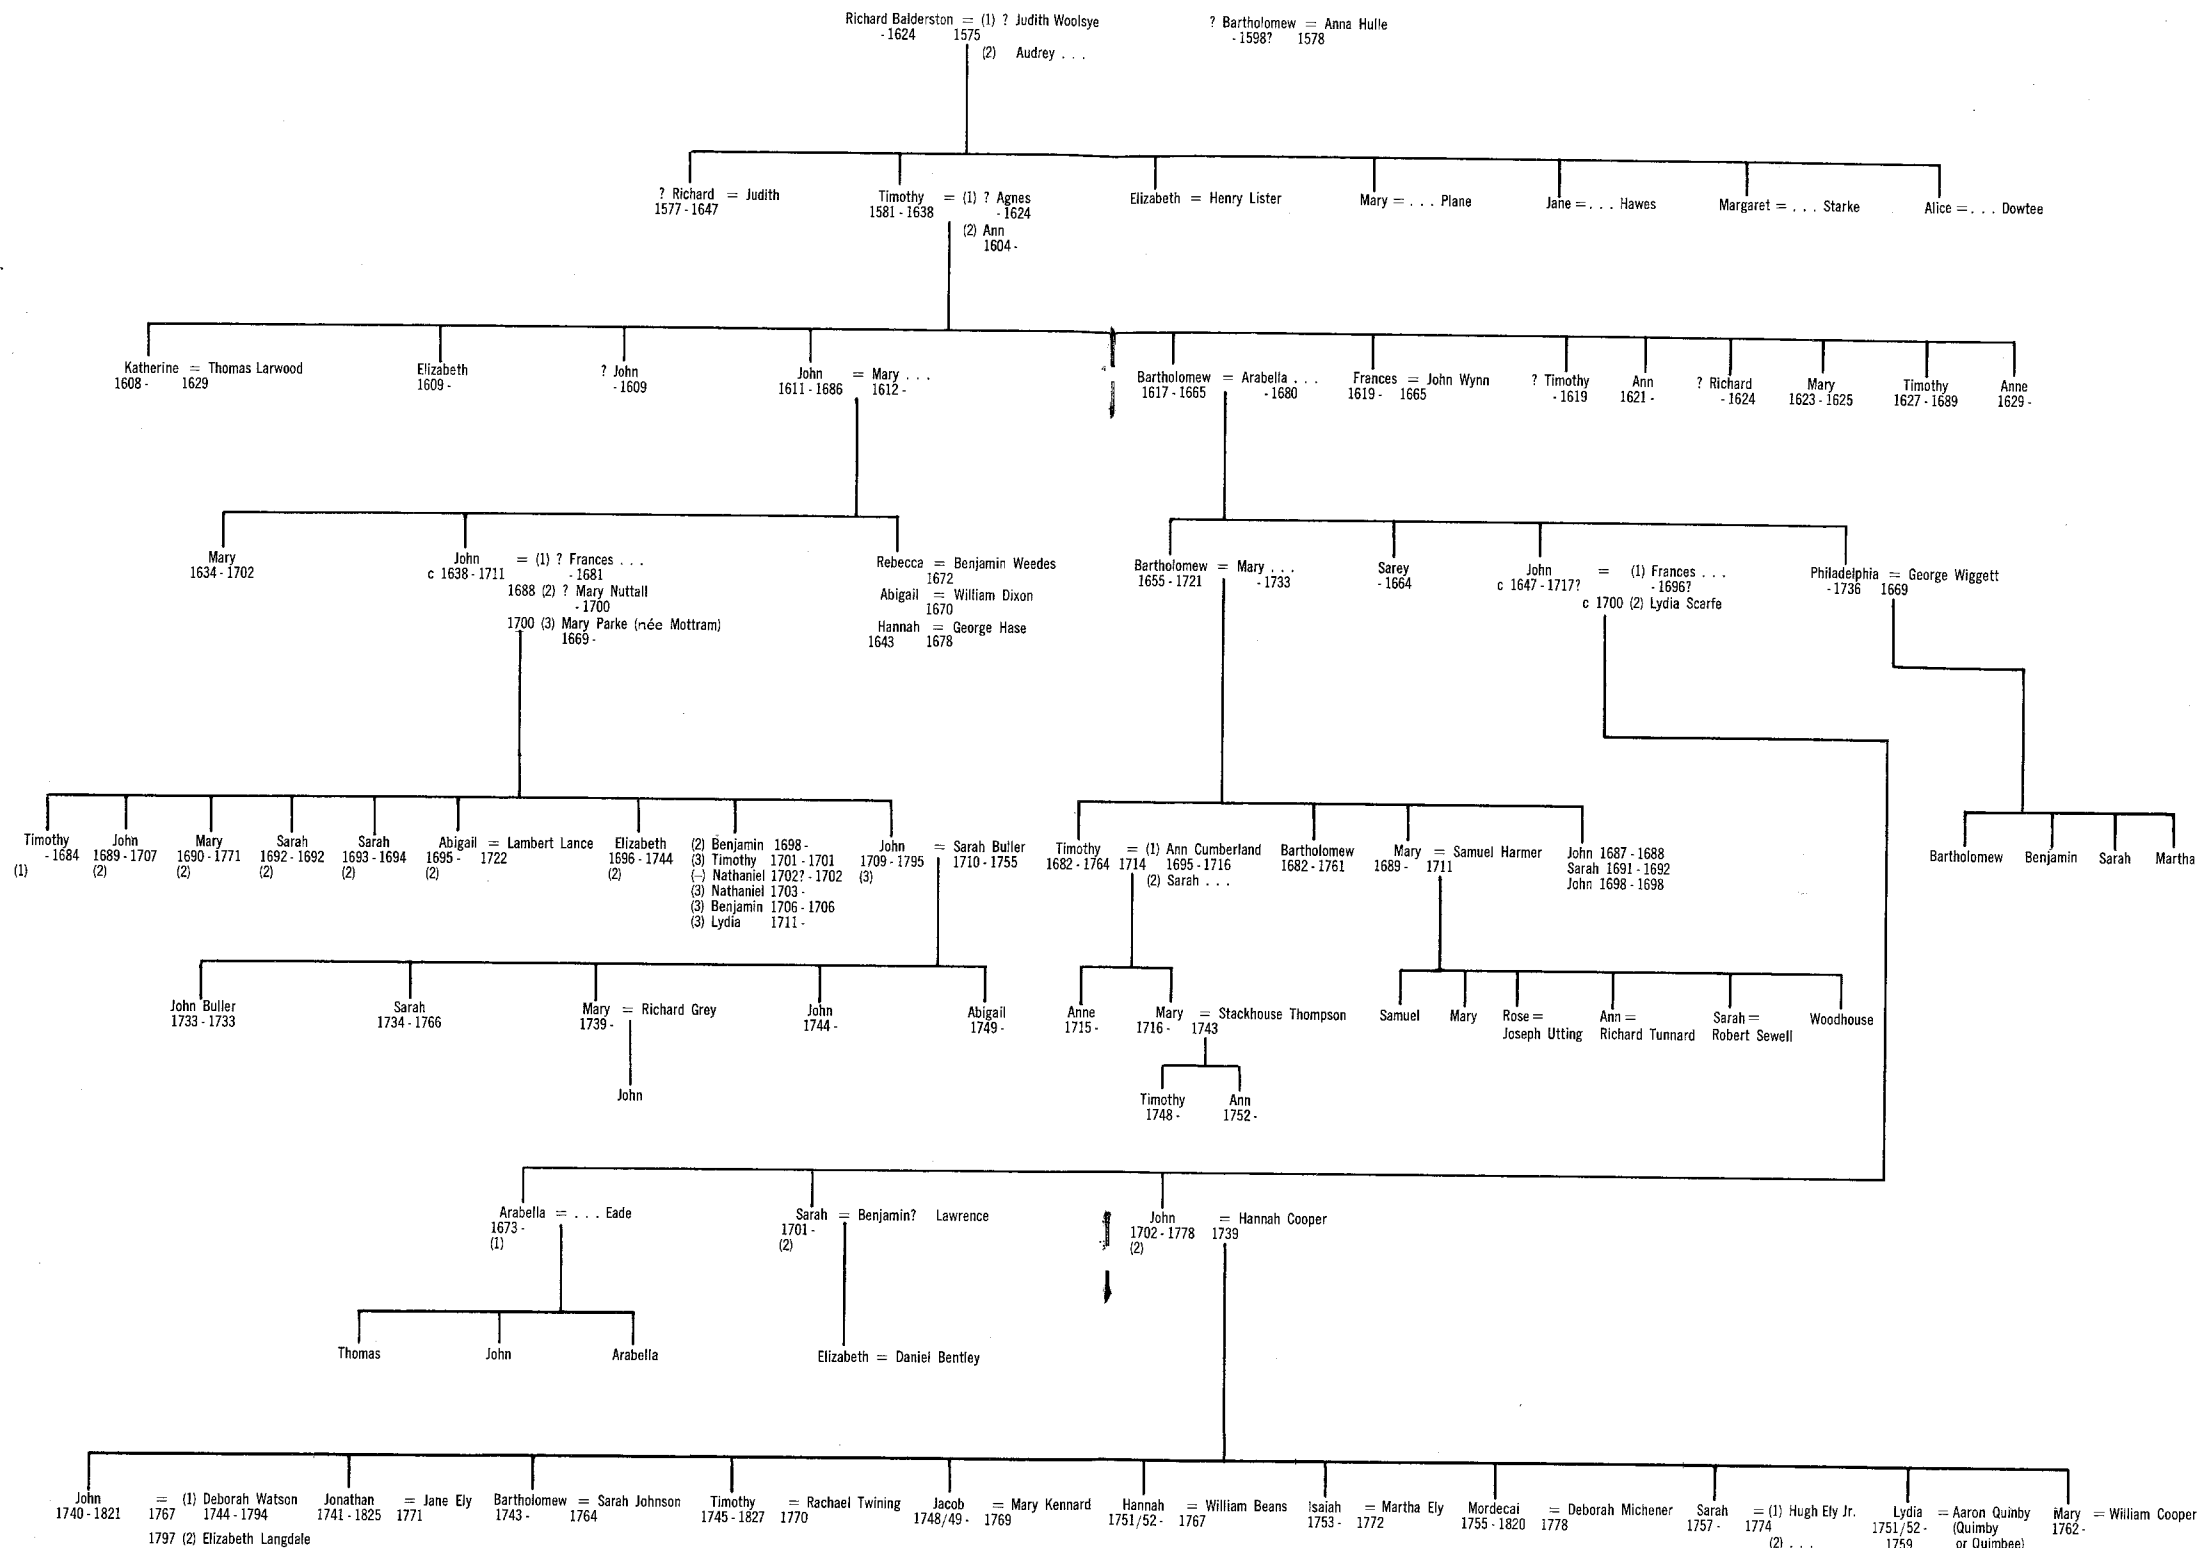 Richard Balderston = (1) ? Judith Woolsye ? Bartholomew = Anna Hulle
- 1624 1575 - 1598? 1578
(2) Audrey . . .
? Richard = Judith Timothy = (1) ? Agnes Elizabeth = Henry Lister Mary = . . . Plane Jane = . . . Hawes Margaret = . . . Starke Alice = . . . Dowtee
1577 - 1647 1581 - 1638 - 1624
(2) Ann
1604 -
Katherine = Thomas Larwood Elizabeth ? John John = Mary . . . Bartholomew = Arabella . . . Frances = John Wynn ? Timothy Ann ? Richard Mary Timothy Anne
1608 - 1629 1609 - - 1609 1611 - 1686 1612 - 1617 - 1665 - 1680 1619 - 1665 - 1619 1621 - - 1624 1623 - 1625 1627 - 1689 1629 -
Mary John = (1) ? Frances . . . Rebecca = Benjamin Weedes Bartholomew = Mary . . . Sarey John = (1) Frances . . . Philadelphia = George Wiggett
1634 - 1702 c 1638 - 1711 - 1681 1672 1655 - 1721 - 1733 - 1664 c 1647 - 1717? - 1696? - 1736 1669
1688 (2) ? Mary Nuttall Abigail = William Dixon c 1700 (2) Lydia Scarfe
- 1700 1670
1700 (3) Mary Parke (née Mottram) Hannah = George Hase
1669 - 1643 1678
Timothy John Mary Sarah Sarah Abigail = Lambert Lance Elizabeth (2) Benjamin 1698 - John = Sarah Buller Timothy = (1) Ann Cumberland Bartholomew Mary = Samuel Harmer John 1687 - 1688 Bartholomew Benjamin Sarah Martha
- 1684 1689 - 1707 1690 - 1771 1692 - 1692 1693 - 1694 1695 - 1722 1696 - 1744 (3) Timothy 1701 - 1701 1709 - 1795 1710 - 1755 1682 - 1764 1714 1695 - 1716 1682 - 1761 1689 - 1711 Sarah 1691 - 1692
(1) (2) (2) (2) (2) (2) (2) (–) Nathaniel 1702? - 1702 (3) (2) Sarah . . . John 1698 - 1698
(3) Nathaniel 1703 -
(3) Benjamin 1706 - 1706
(3) Lydia 1711 -
John Buller Sarah Mary = Richard Grey John Abigail Anne Mary = Stackhouse Thompson Samuel Mary Rose = Ann = Sarah = Woodhouse
1733 - 1733 1734 - 1766 1739 - 1744 - 1749 - 1715 - 1716 - 1743 Joseph Utting Richard Tunnard Robert Sewell
John Timothy Ann
1748 - 1752 -
Arabella = . . . Eade Sarah = Benjamin? Lawrence John = Hannah Cooper
1673 - 1701 - 1702 - 1778 1739
(1) (2) (2)
Thomas John Arabella Elizabeth = Daniel Bentley
John = (1) Deborah Watson Jonathan = Jane Ely Bartholomew = Sarah Johnson Timothy = Rachael Twining Jacob = Mary Kennard Hannah = William Beans Isaiah = Martha Ely Mordecai = Deborah Michener Sarah = (1) Hugh Ely Jr. Lydia = Aaron Quinby Mary = William Cooper
1740 - 1821 1767 1744 - 1794 1741 - 1825 1771 1743 - 1764 1745 - 1827 1770 1748/49 - 1769 1751/52 - 1767 1753 - 1772 1755 - 1820 1778 1757 - 1774 1751/52 - (Quimby 1762 -
1797 (2) Elizabeth Langdale (2) . . . 1759 or Quimbee)